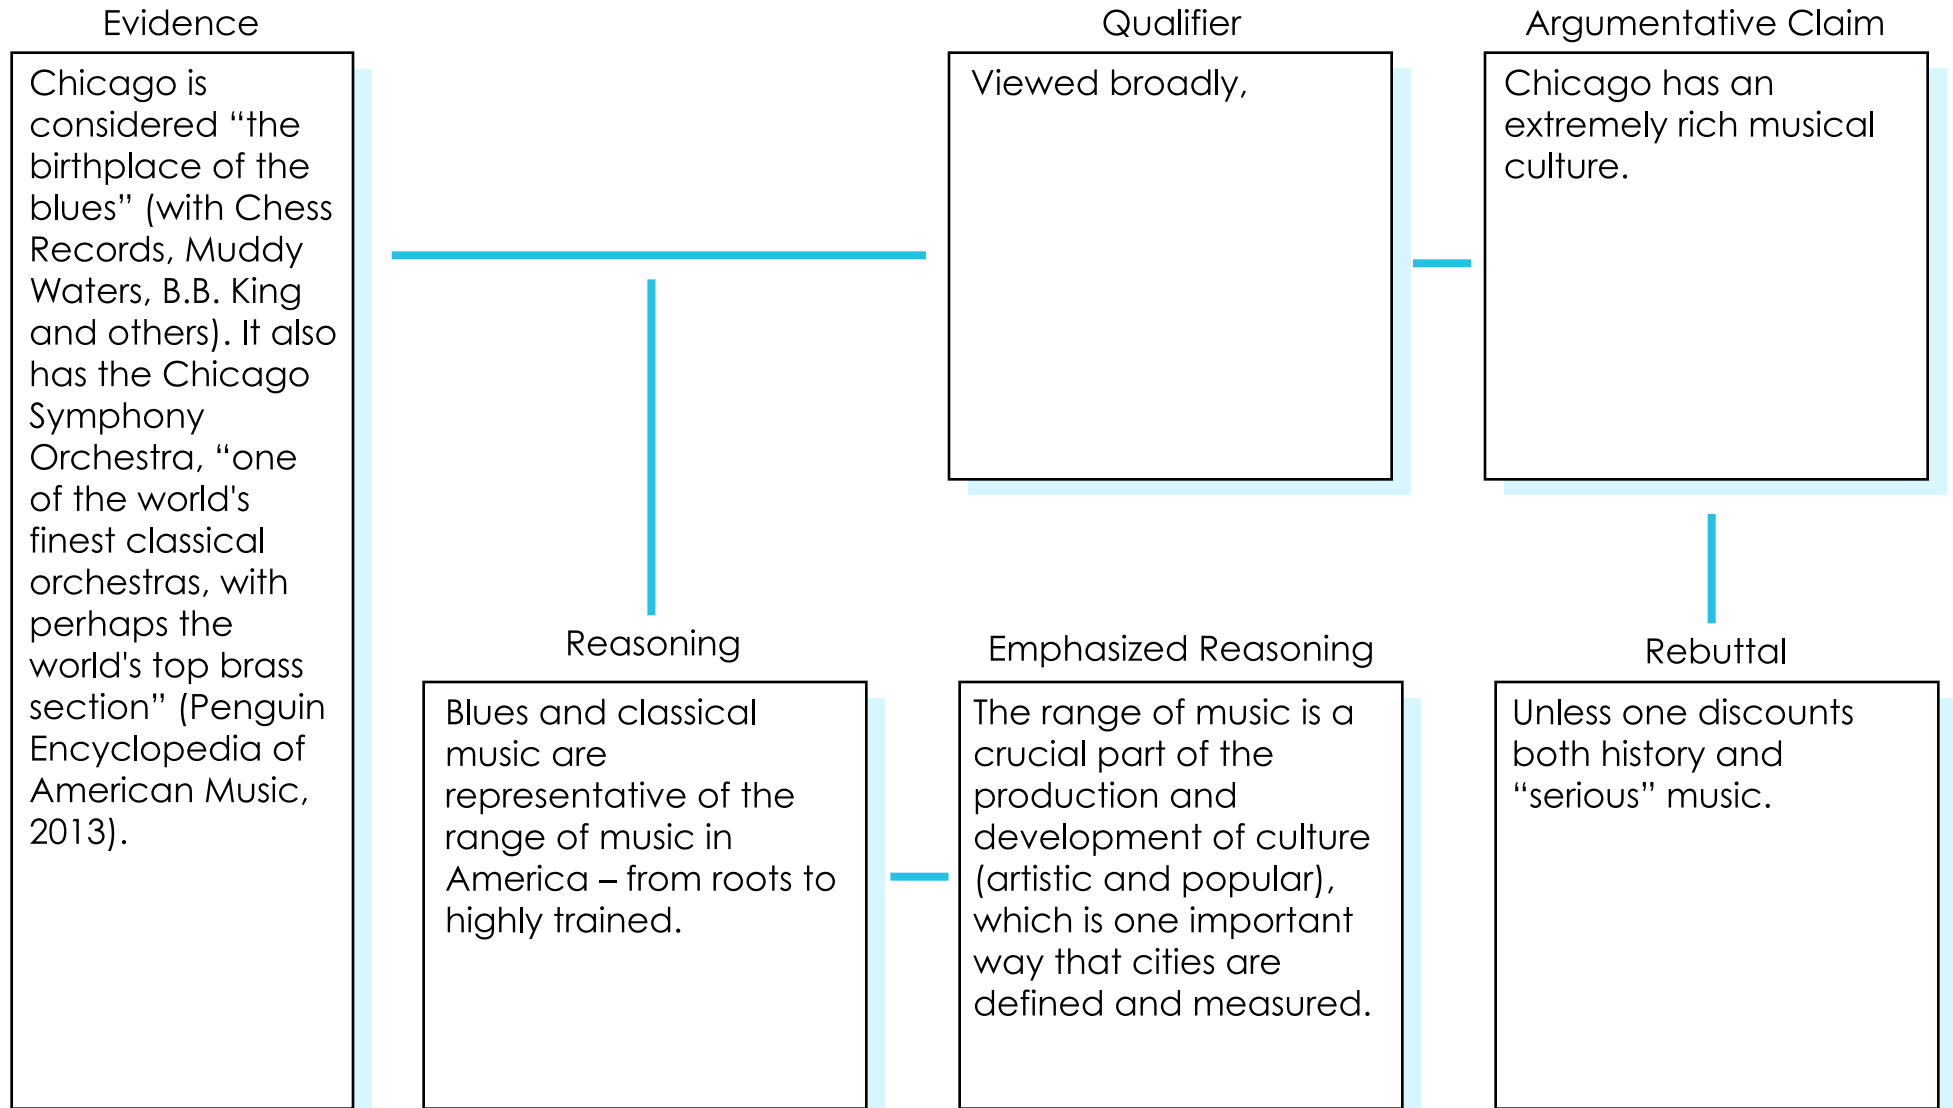 Evidence
Chicago is
considered “the
birthplace of the
blues” (with Chess
Records, Muddy
Waters, B.B. King
and others). It also
has the Chicago
Symphony
Orchestra, “one
of the world's
finest classical
orchestras, with
perhaps the
world's top brass
section” (Penguin
Encyclopedia of
American Music,
2013).
Qualifier
Viewed broadly,
Argumentative Claim
Chicago has an
extremely rich musical
culture.
Reasoning
Blues and classical
music are
representative of the
range of music in
America – from roots to
highly trained.
Emphasized Reasoning
The range of music is a
crucial part of the
production and
development of culture
(artistic and popular),
which is one important
way that cities are
defined and measured.
Rebuttal
Unless one discounts
both history and
“serious” music.